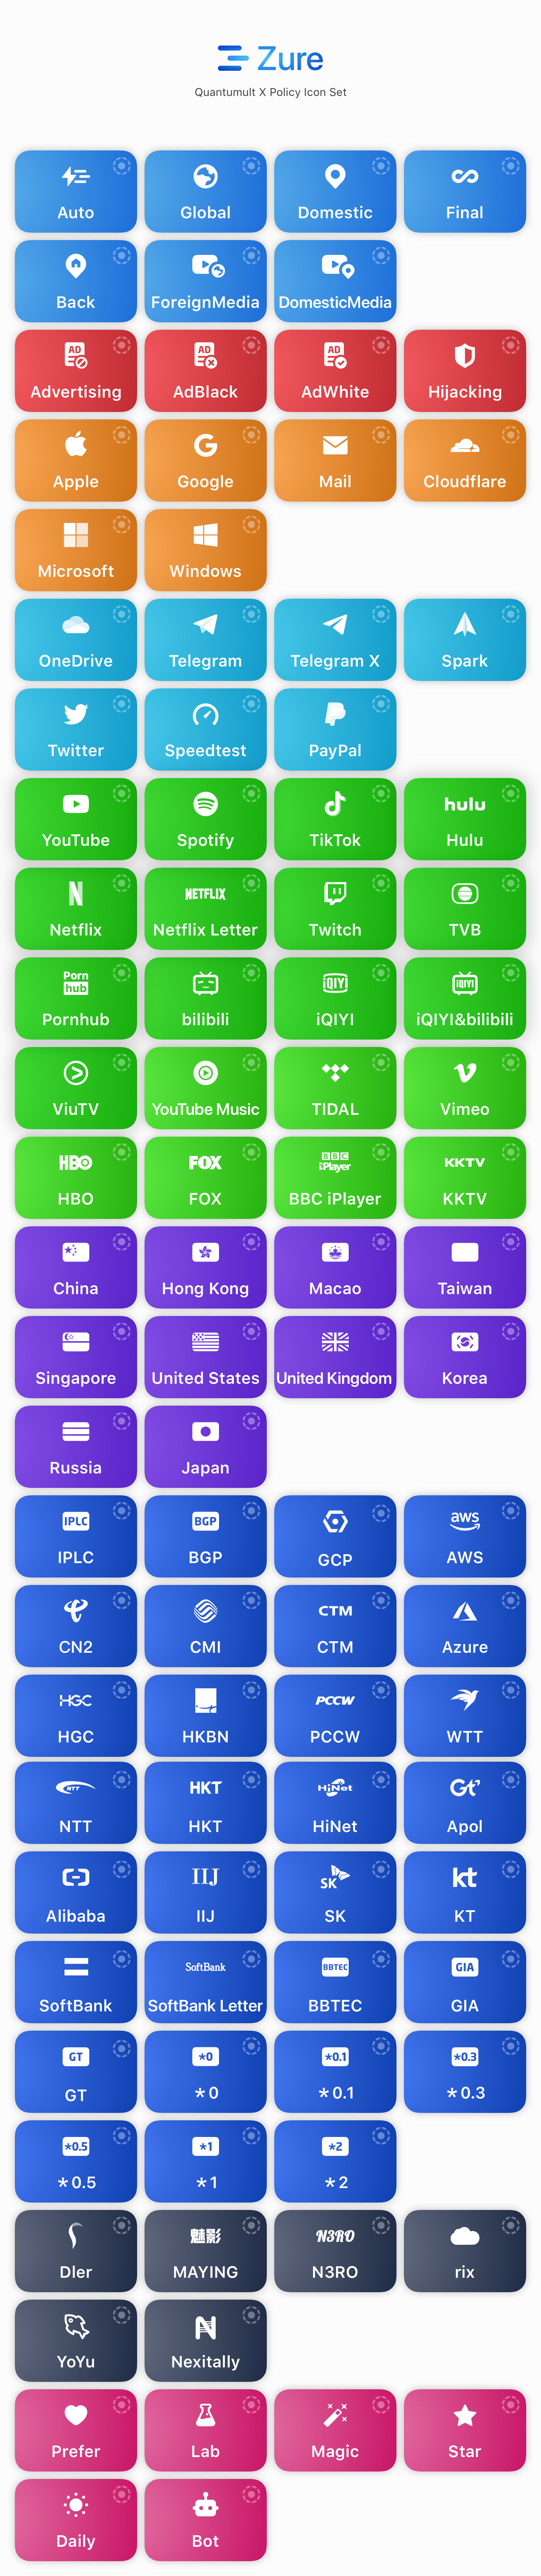 Zure
Quantumult X Policy Icon Set
Auto
Global
Domestic
Final
Back
ForeignMedia
DomesticMedia
AD
Advertising
AD
AdBlack
AD
AdWhite
Hijacking
Apple
Google
Mail
Cloudflare
Microsoft
Windows
OneDrive
Telegram
Telegram X
Spark
Twitter
Speedtest
PayPal
YouTube
Spotify
TikTok
hulu
Hulu
Netflix
NETFLIX
Netflix Letter
Twitch
TVB
Porn
hub
Pornhub
bilibili
iQIYI
iQIYI
iQIYI
iQIYI&bilibili
ViuTV
YouTube Music
TIDAL
Vimeo
HBO
HBO
FOX
FOX
BBC
iPlayer
BBC iPlayer
KKTV
KKTV
China
Hong Kong
Macao
Taiwan
Singapore
United States
United Kingdom
Korea
Russia
Japan
IPLC
IPLC
BGP
BGP
GCP
aws
AWS
CN2
CMI
CTM
CTM
Azure
HGC
HGC
HKBN
PCCW
PCCW
WTT
NTT
NTT
HKT
HKT
HiNet
HiNet
Gt
Apol
Alibaba
IIJ
IIJ
SK
SK
kt
KT
SoftBank
SoftBank
SoftBank Letter
BBTEC
BBTEC
GIA
GIA
GT
GT
*0
*0
*0.1
*0.1
*0.3
*0.3
*0.5
*0.5
*1
*1
*2
*2
Dler
魅影
MAYING
N3RO
N3RO
rix
YoYu
N
Nexitally
Prefer
Lab
Magic
Star
Daily
Bot